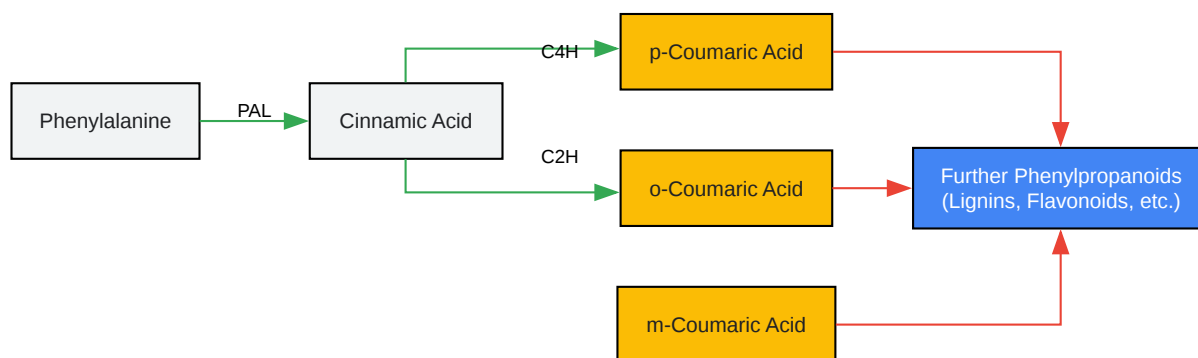 C4H
p-Coumaric Acid
Phenylalanine
PAL
Cinnamic Acid
C2H
o-Coumaric Acid
Further Phenylpropanoids
(Lignins, Flavonoids, etc.)
m-Coumaric Acid